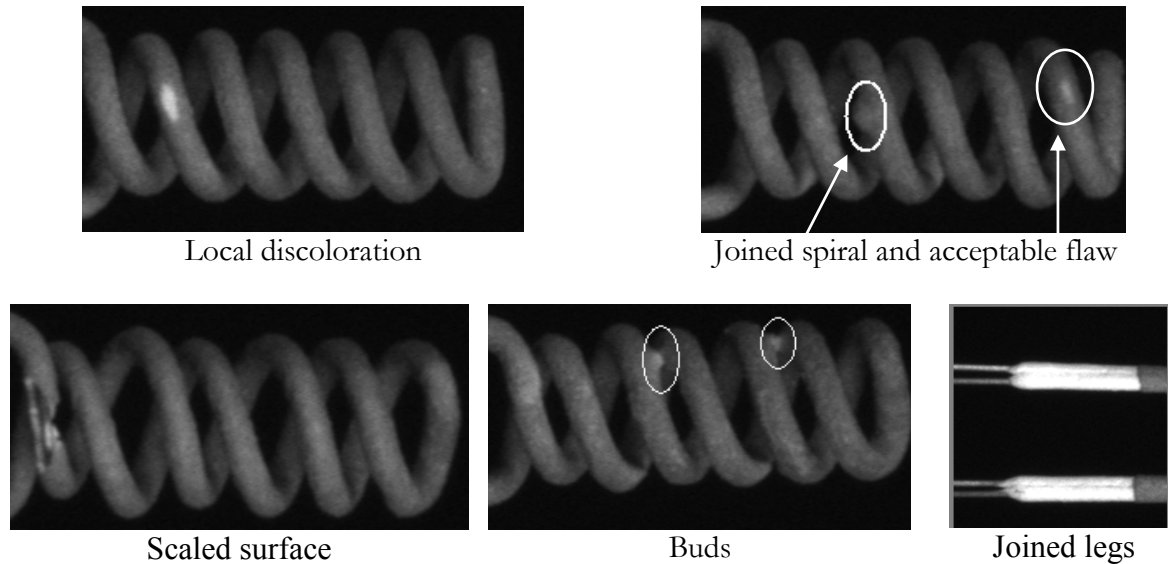 Local discoloration
Joined spiral and acceptable flaw
Scaled surface
Buds
Joined legs